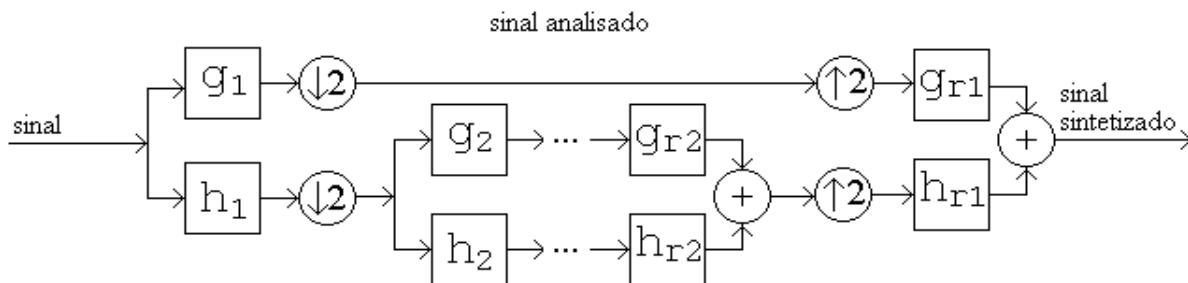 sinal analisado
g1 ↓2 ↑2 gr1
sinal
sinal
sintetizado
g2 ... gr2
+
+
h1 ↓2 ↑2 hr1
h2 ... hr2